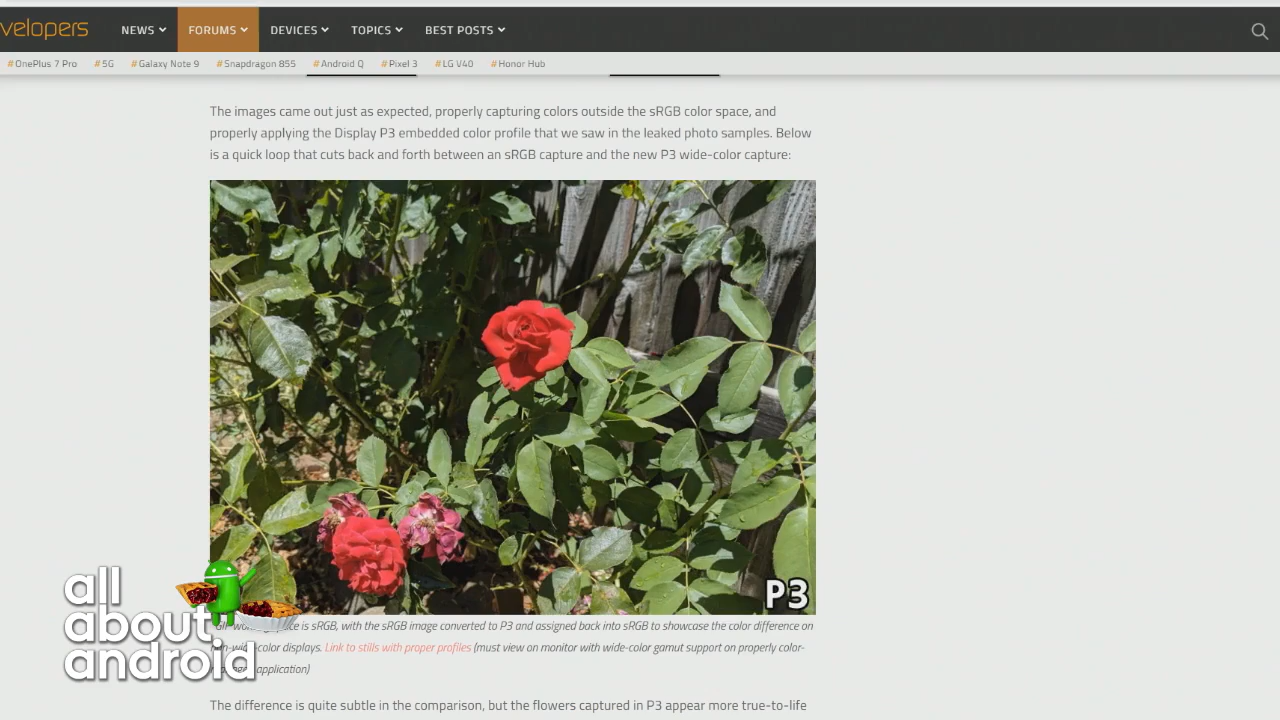 velopers
NEWS FORUMS DEVICES TOPICS BEST POSTS
#OnePlus 7 Pro #5G #Galaxy Note 9 #Snapdragon 855 #Android Q #Pixel 3 #LG V40 #Honor Hub
The images came out just as expected, properly capturing colors outside the sRGB color space, and
properly applying the Display P3 embedded color profile that we saw in the leaked photo samples. Below
is a quick loop that cuts back and forth between an sRGB capture and the new P3 wide-color capture:
P3
is sRGB, with the sRGB image converted to P3 and assigned back into sRGB to showcase the color difference on
color displays. Link to stills with proper profiles (must view on monitor with wide-color gamut support on properly color-
application)
all
about
android
The difference is quite subtle in the comparison, but the flowers captured in P3 appear more true-to-life